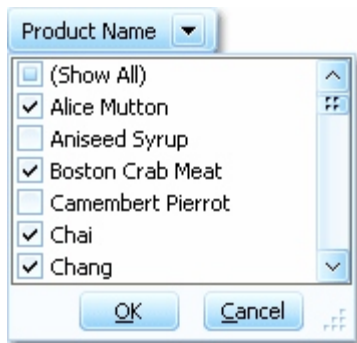 Product Name
(Show All)
Alice Mutton
Aniseed Syrup
Boston Crab Meat
Camembert Pierrot
Chai
Chang
OK Cancel